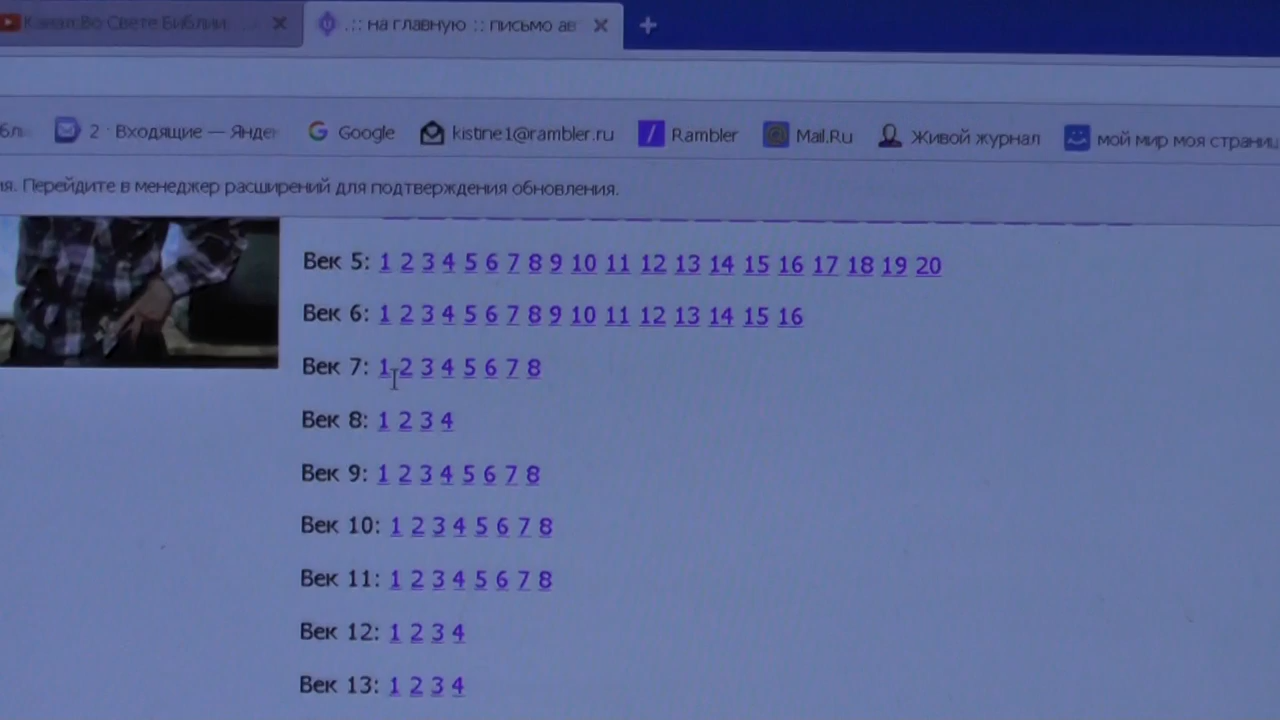 Канал:Во Свете Библии.
.:: на главную :: письмо ав
2 · Входящие — Яндек
Google
kistine1@rambler.ru
Rambler
Mail.Ru
Живой журнал
мой мир моя страниц
ия. Перейдите в менеджер расширений для подтверждения обновления.
Век 5: 1 2 3 4 5 6 7 8 9 10 11 12 13 14 15 16 17 18 19 20
Век 6: 1 2 3 4 5 6 7 8 9 10 11 12 13 14 15 16
Век 7: 1 2 3 4 5 6 7 8
Век 8: 1 2 3 4
Век 9: 1 2 3 4 5 6 7 8
Век 10: 1 2 3 4 5 6 7 8
Век 11: 1 2 3 4 5 6 7 8
Век 12: 1 2 3 4
Век 13: 1 2 3 4